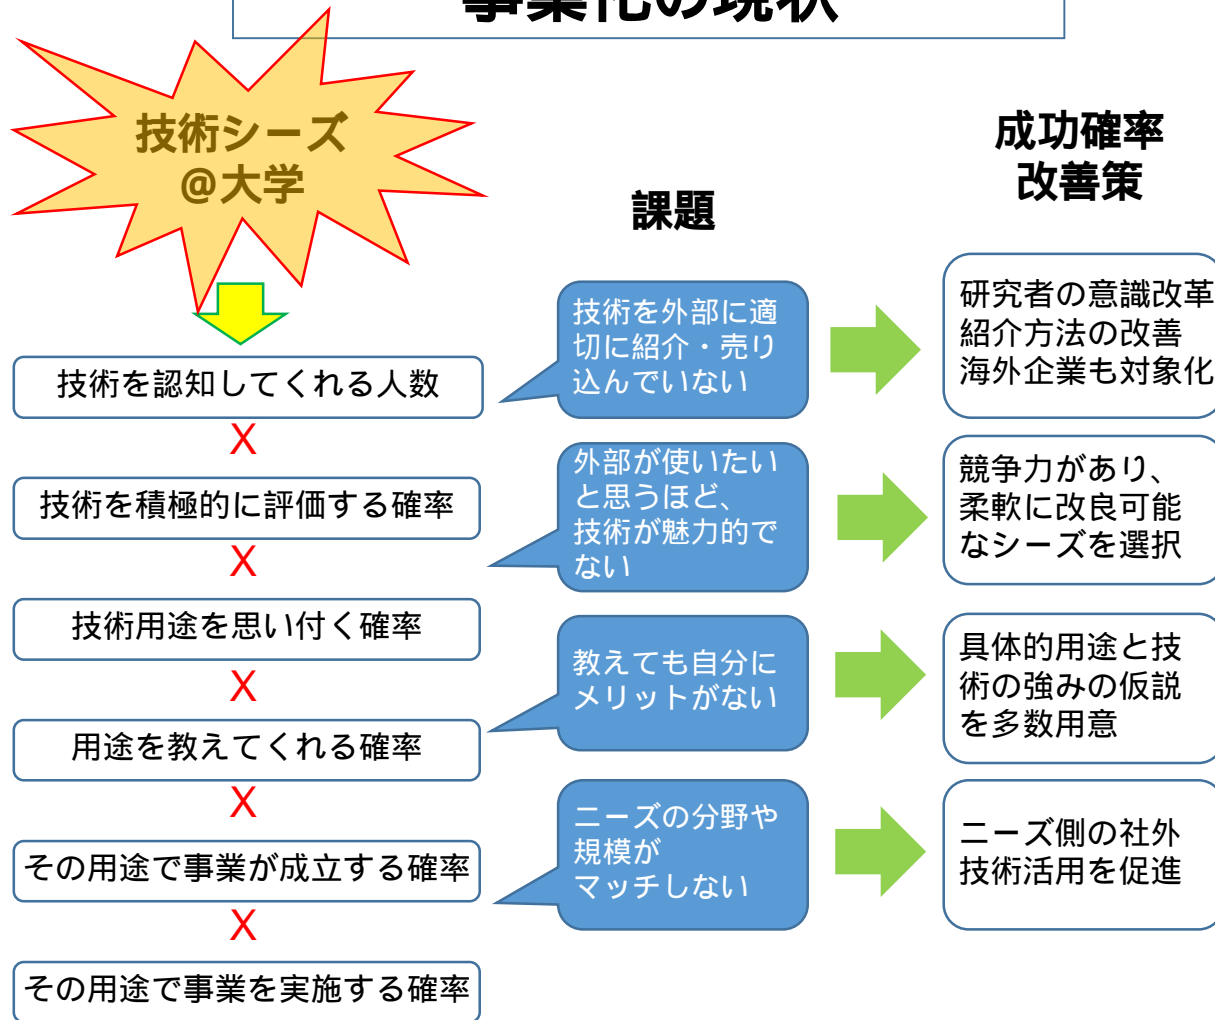 事業化の現状
技術シーズ
@大学
課題
成功確率
改善策
技術を認知してくれる人数
X
技術を積極的に評価する確率
X
技術用途を思い付く確率
X
用途を教えてくれる確率
X
その用途で事業が成立する確率
X
その用途で事業を実施する確率
技術を外部に適
切に紹介・売り
込んでいない
研究者の意識改革
紹介方法の改善
海外企業も対象化
外部が使いたい
と思うほど、
技術が魅力的で
ない
競争力があり、
柔軟に改良可能
なシーズを選択
教えても自分に
メリットがない
具体的用途と技
術の強みの仮説
を多数用意
ニーズの分野や
規模が
マッチしない
ニーズ側の社外
技術活用を促進